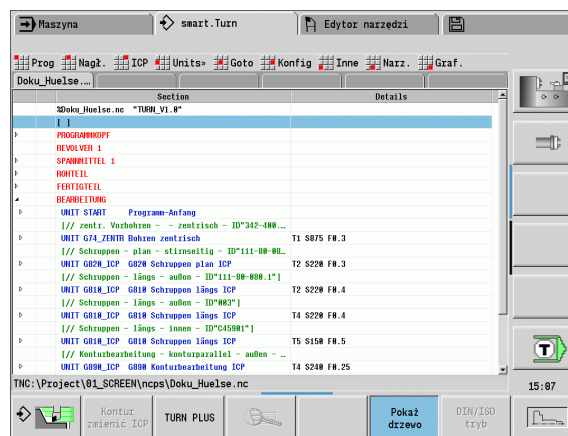 Maszyna
smart.Turn
Edytor narzędzi
Prog Nagł. ICP Units» Goto Konfig Inne Narz. Graf.
Doku_Huelse....
Section Details
%Doku_Huelse.nc "TURN_V1.0"
[ ]
PROGRAMMKOPF
REVOLVER 1
SPANNMITTEL 1
ROHTEIL
FERTIGTEIL
BEARBEITUNG
UNIT START Programm-Anfang
[// zentr. Vorbohren - - zentrisch - ID"342-400...
UNIT G74_ZENTR Bohren zentrisch T1 S875 F0.3
[// Schruppen - plan - stirnseitig - ID"111-80-08...
UNIT G820_ICP G820 Schruppen plan ICP T2 S220 F0.3
[// Schruppen - längs - außen - ID"111-80-080.1"]
UNIT G810_ICP G810 Schruppen längs ICP T2 S220 F0.4
[// Schruppen - längs - außen - ID"003"]
UNIT G810_ICP G810 Schruppen längs ICP T4 S220 F0.4
[// Schruppen - längs - innen - ID"C45901"]
UNIT G810_ICP G810 Schruppen längs ICP T5 S150 F0.5
[// Konturbearbeitung - konturparallel - außen - ...
UNIT G890_ICP G890 Konturbearbeitung ICP T4 S240 F0.25
TNC:\Project\01_SCREEN\ncps\Doku_Huelse.nc
T
15:07
Kontur zmienić ICP
TURN PLUS
Pokaż drzewo
DIN/ISO tryb